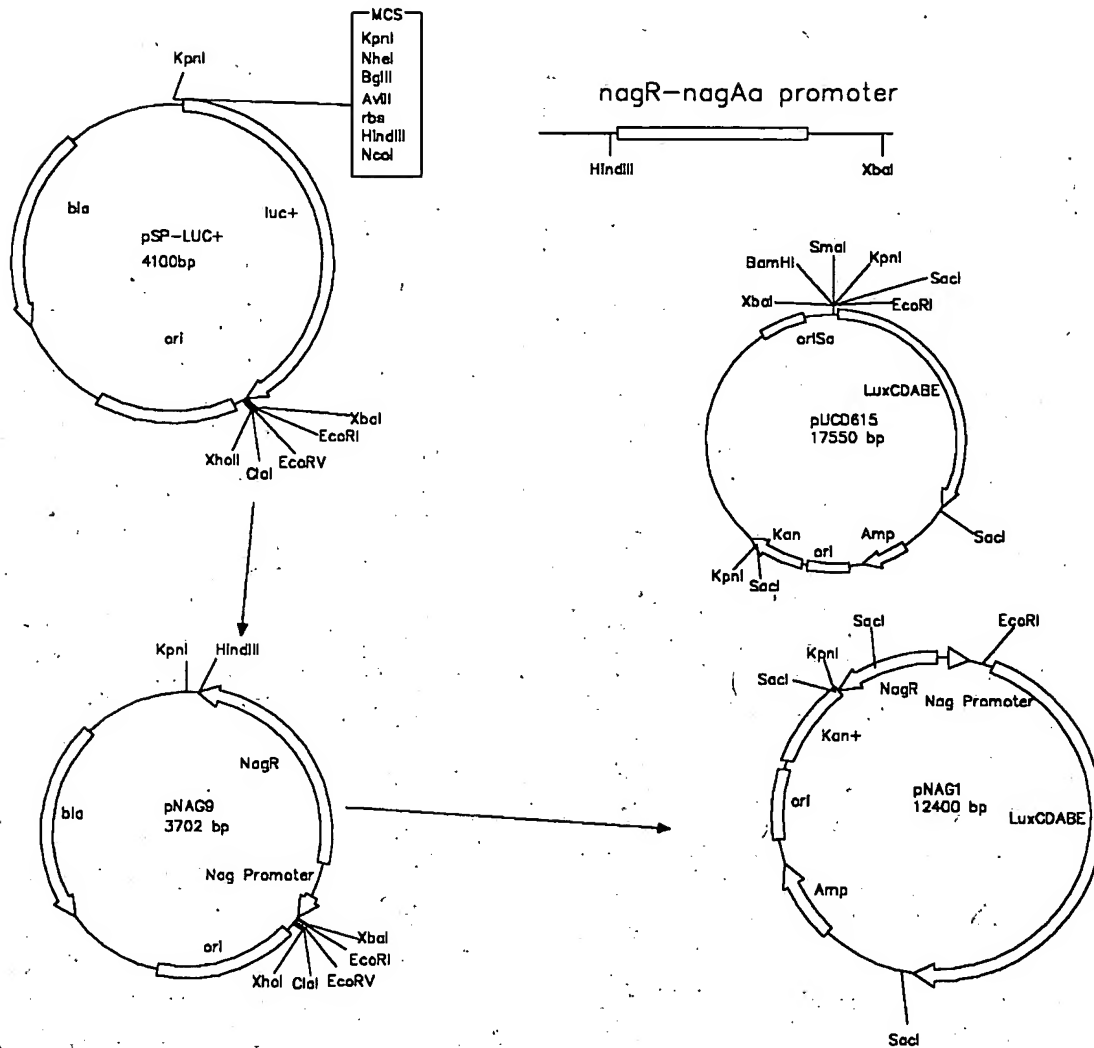 MCS
KpnI
NheI
BglII
AvIII
rba
HindIII
NcoI
KpnI
bla
luc+
pSP-LUC+
4100bp
ori
XbaI
EcoRI
EcoRV
ClaI
XhoII
nagR-nagAa promoter
HindIII
XbaI
SmaI
BamHI
KpnI
SacI
XbaI
EcoRI
oriSa
LuxCDABE
pUCD615
17550 bp
Kan
ori
Amp
SacI
KpnI
SacI
KpnI
HindIII
NagR
bla
pNAG9
3702 bp
Nag Promoter
ori
XbaI
EcoRI
EcoRV
ClaI
XhoI
SacI
EcoRI
KpnI
SacI
NagR
Nag Promoter
Kan+
ori
pNAG1
12400 bp
LuxCDABE
Amp
SacI